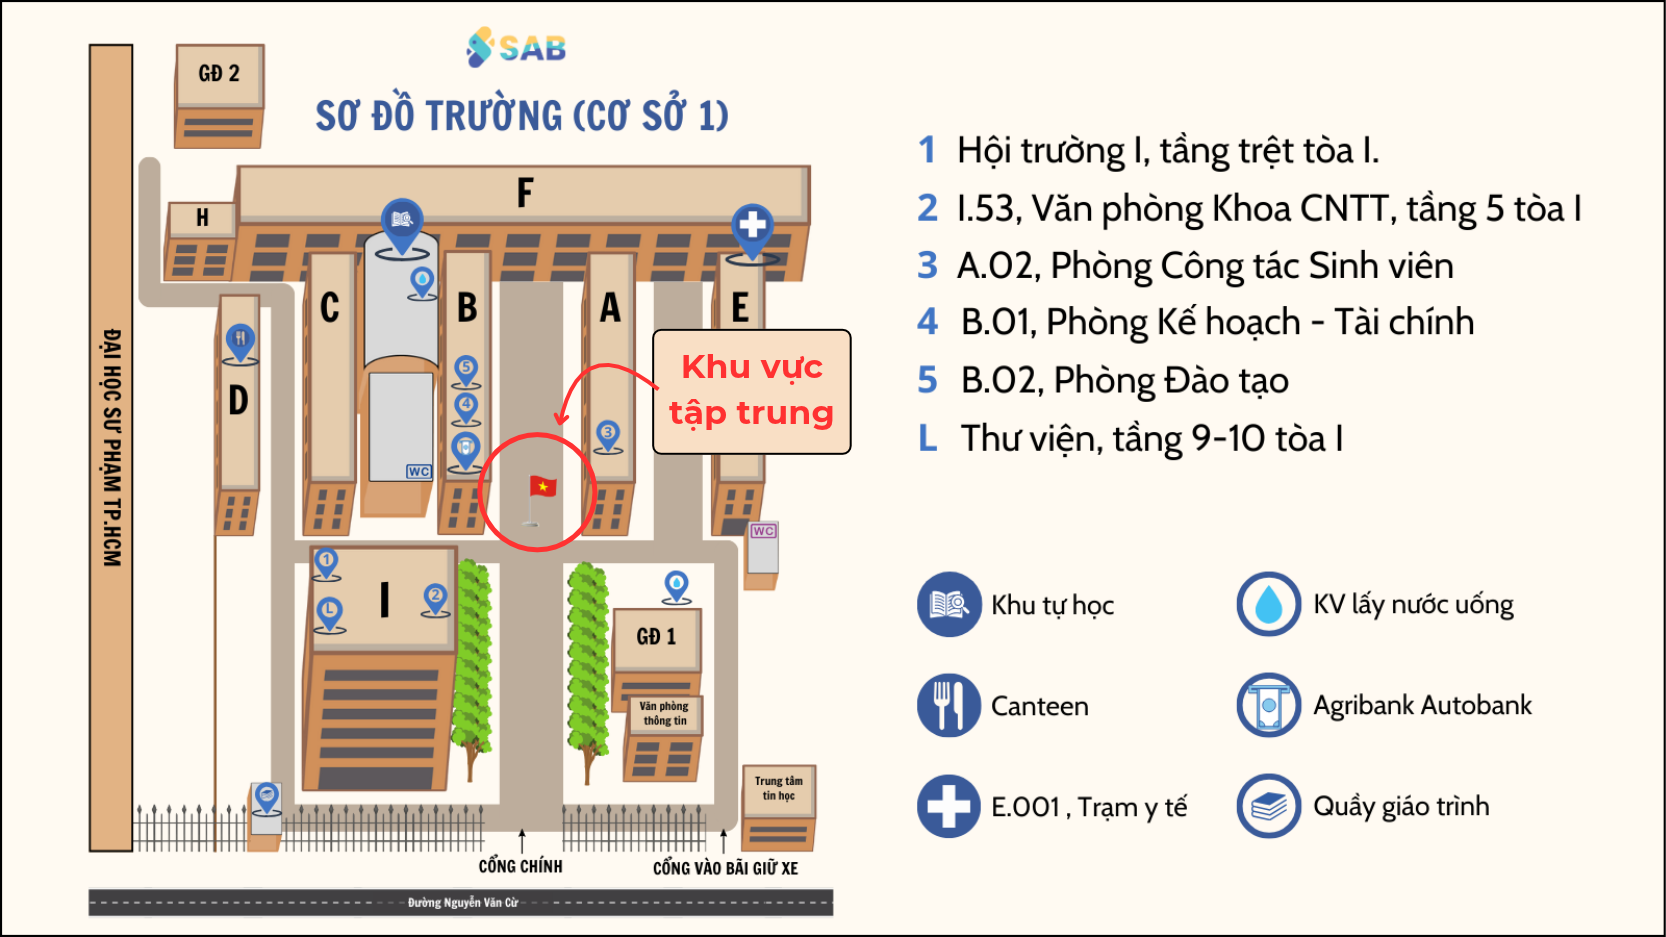 SAB
SƠ ĐỒ TRƯỜNG (CƠ SỞ 1)
GĐ 2
F
H
C
B
A
E
D
5
4
3
WC
WC
Khu vực
tập trung
ĐẠI HỌC SƯ PHẠM TP.HCM
1
2
L
I
GĐ 1
Văn phòng
thông tin
Trung tâm
tin học
CỔNG CHÍNH
CỔNG VÀO BÃI GIỮ XE
Đường Nguyễn Văn Cừ
1 Hội trường I, tầng trệt tòa I.
2 I.53, Văn phòng Khoa CNTT, tầng 5 tòa I
3 A.02, Phòng Công tác Sinh viên
4 B.01, Phòng Kế hoạch - Tài chính
5 B.02, Phòng Đào tạo
L Thư viện, tầng 9-10 tòa I
Khu tự học
KV lấy nước uống
Canteen
Agribank Autobank
E.001 , Trạm y tế
Quầy giáo trình